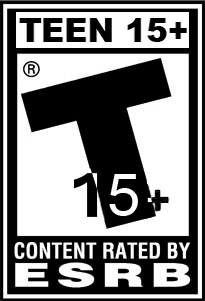 TEEN 15+
®
T
15+
CONTENT RATED BY
ESRB